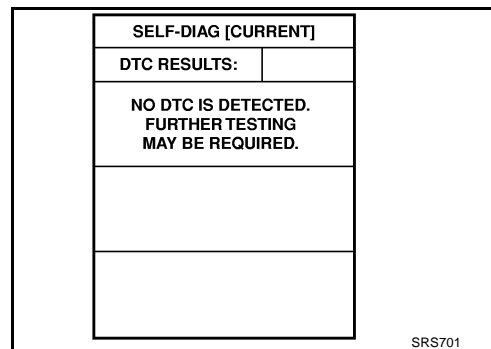 SELF-DIAG [CURRENT]
DTC RESULTS:
NO DTC IS DETECTED.
FURTHER TESTING
MAY BE REQUIRED.
SRS701